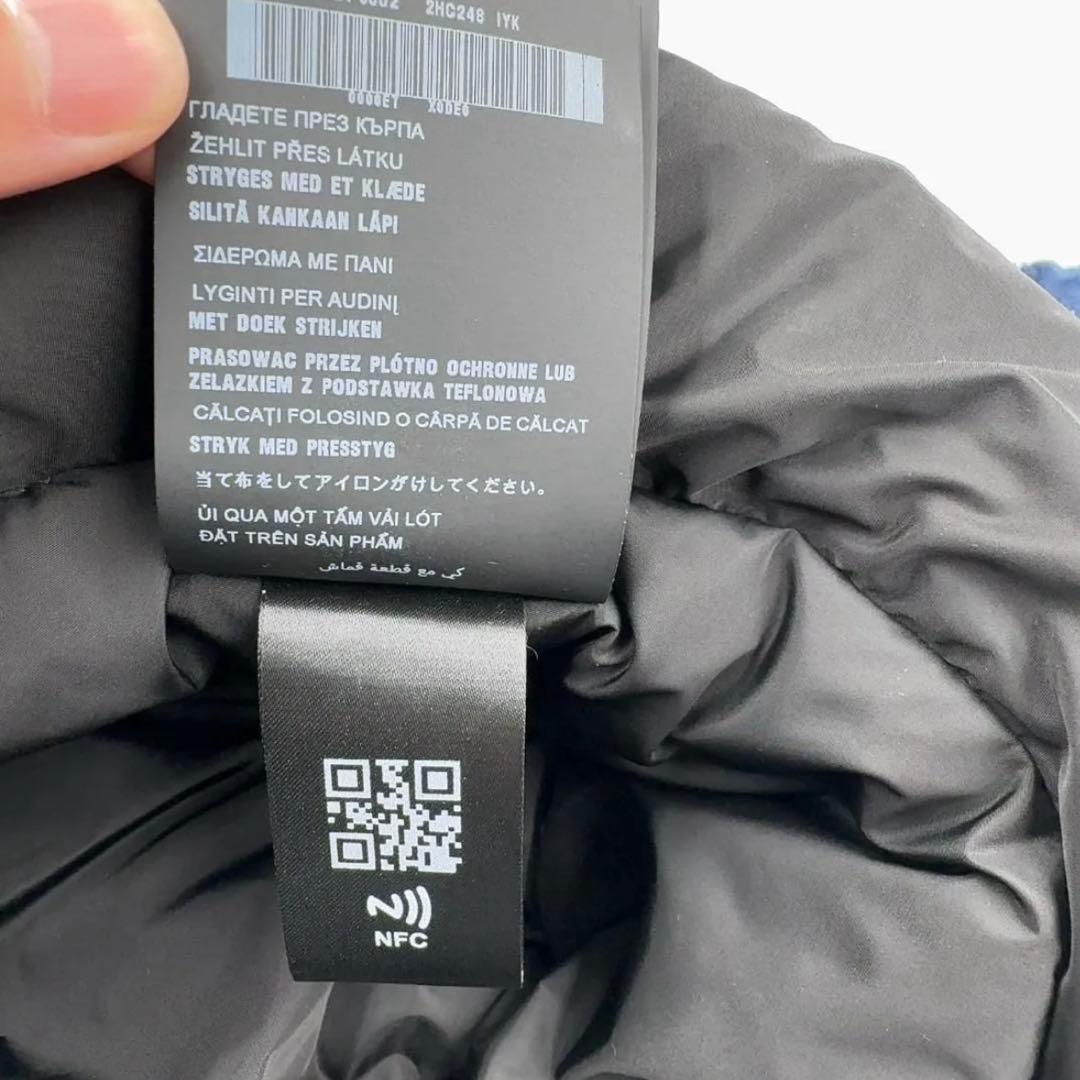 2HC248 IYK
0000E7 X0DE0
ГЛАДЕТЕ ПРЕЗ КЪРПА
ŽEHLIT PŘES LÁTKU
STRYGES MED ET KLÆDE
SILITÄ KANKAAN LÄPI
ΣΙΔΕΡΩΜΑ ΜΕ ΠΑΝΙ
LYGINTI PER AUDINĮ
MET DOEK STRIJKEN
PRASOWAC PRZEZ PLÓTNO OCHRONNE LUB
ZELAZKIEM Z PODSTAWKA TEFLONOWA
CĂLCAȚI FOLOSIND O CÂRPĂ DE CĂLCAT
STRYK MED PRESSTYG
当て布をしてアイロンがけしてください。
ỦI QUA MỘT TẤM VẢI LÓT
ĐẶT TRÊN SẢN PHẨM
كي مع قطعة قماش
NFC